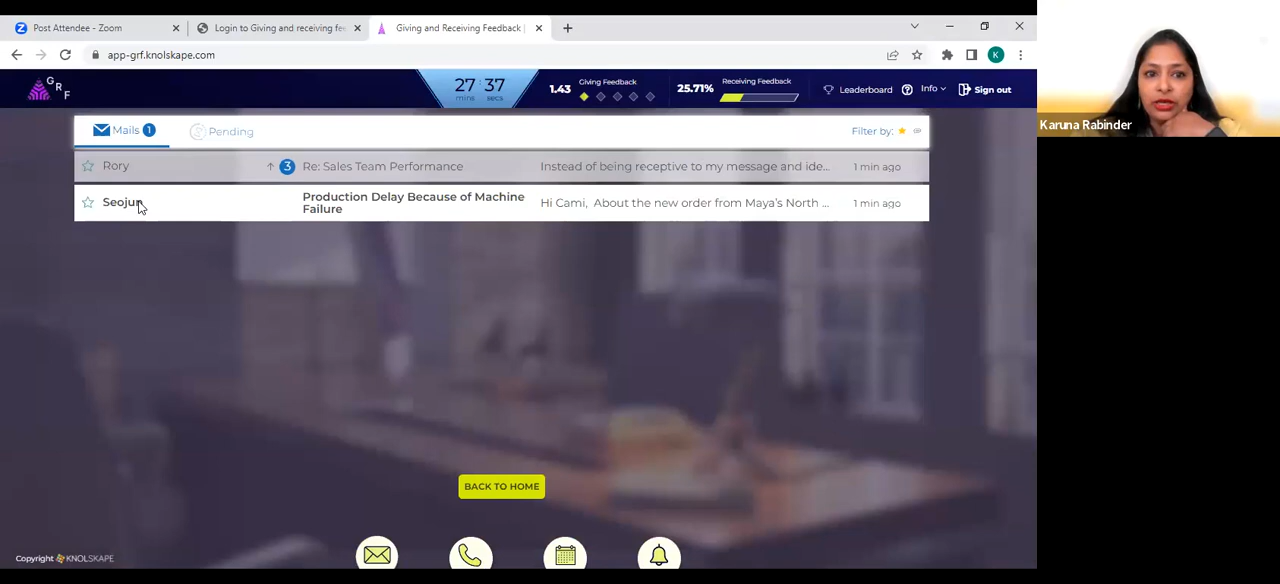 Post Attendee - Zoom
Login to Giving and receiving fe
Giving and Receiving Feedback |
app-grf.knolskape.com
K
G
R
F
27 : 37
mins secs
1.43
Giving Feedback
25.71%
Receiving Feedback
Leaderboard
Info
Sign out
Mails 1
Pending
Filter by:
Rory
3 Re: Sales Team Performance
Instead of being receptive to my message and ide...
1 min ago
Seojun
Production Delay Because of Machine
Failure
Hi Cami, About the new order from Maya's North ...
1 min ago
BACK TO HOME
Copyright KNOLSKAPE
Karuna Rabinder